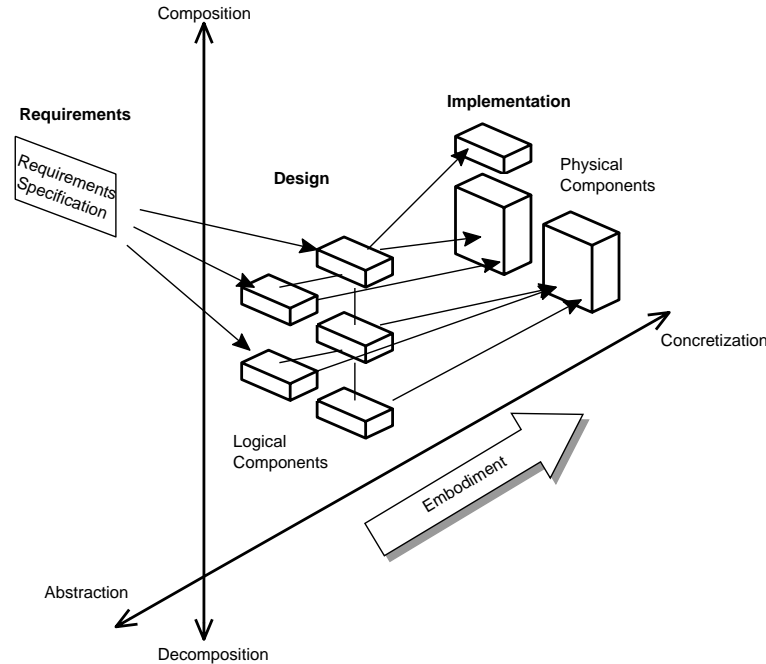 Composition
Requirements
Requirements
Specification
Design
Implementation
Physical
Components
Concretization
Logical
Components
Embodiment
Abstraction
Decomposition